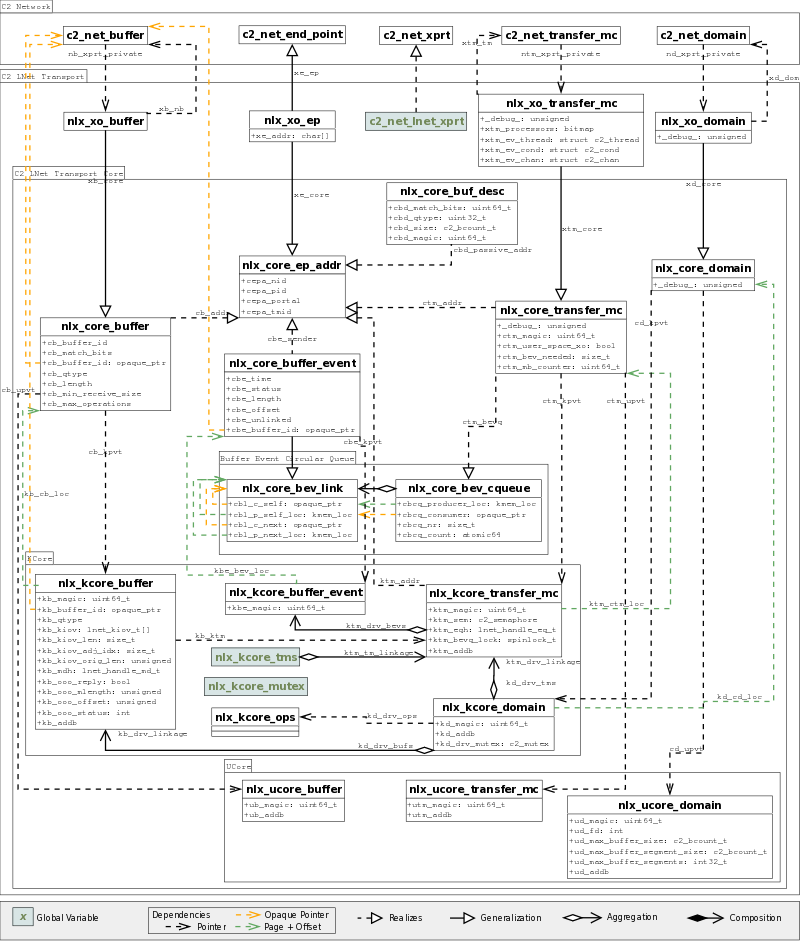 C2 Network
c2_net_buffer
c2_net_end_point
c2_net_xprt
c2_net_transfer_mc
c2_net_domain
nb_xprt_private
xtm_tm
ntm_xprt_private
nd_xprt_private
xe_ep
xd_dom
C2 LNet Transport
xb_nb
nlx_xo_buffer
nlx_xo_ep
+xe_addr: char[]
c2_net_lnet_xprt
nlx_xo_transfer_mc
+_debug_: unsigned
+xtm_processors: bitmap
+xtm_ev_thread: struct c2_thread
+xtm_ev_cond: struct c2_cond
+xtm_ev_chan: struct c2_chan
nlx_xo_domain
+_debug_: unsigned
C2 LNet Transport Core
xb_core
xe_core
xtm_core
xd_core
nlx_core_buf_desc
+cbd_match_bits: uint64_t
+cbd_qtype: uint32_t
+cbd_size: c2_bcount_t
+cbd_magic: uint64_t
cbd_passive_addr
nlx_core_ep_addr
+cepa_nid
+cepa_pid
+cepa_portal
+cepa_tmid
nlx_core_domain
+_debug_: unsigned
cb_addr
ctm_addr
nlx_core_buffer
+cb_buffer_id
+cb_match_bits
+cb_buffer_id: opaque_ptr
+cb_qtype
+cb_length
+cb_min_receive_size
+cb_max_operations
nlx_core_transfer_mc
+_debug_: unsigned
+ctm_magic: uint64_t
+ctm_user_space_xo: bool
+ctm_bev_needed: size_t
+ctm_mb_counter: uint64_t
cd_kpvt
cbe_sender
nlx_core_buffer_event
+cbe_time
+cbe_status
+cbe_length
+cbe_offset
+cbe_unlinked
+cbe_buffer_id: opaque_ptr
cb_upvt
ctm_kpvt
ctm_upvt
ctm_bevq
cbe_kpvt
cb_kpvt
Buffer Event Circular Queue
nlx_core_bev_link
+cbl_c_self: opaque_ptr
+cbl_p_self_loc: kmem_loc
+cbl_c_next: opaque_ptr
+cbl_p_next_loc: kmem_loc
nlx_core_bev_cqueue
+cbcq_producer_loc: kmem_loc
+cbcq_consumer: opaque_ptr
+cbcq_nr: size_t
+cbcq_count: atomic64
kb_cb_loc
KCore
kbe_bev_loc
nlx_kcore_buffer
+kb_magic: uint64_t
+kb_buffer_id: opaque_ptr
+kb_qtype
+kb_kiov: lnet_kiov_t[]
+kb_kiov_len: size_t
+kb_kiov_adj_idx: size_t
+kb_kiov_orig_len: unsigned
+kb_mdh: lnet_handle_md_t
+kb_ooo_reply: bool
+kb_ooo_mlength: unsigned
+kb_ooo_offset: unsigned
+kb_ooo_status: int
+kb_addb
nlx_kcore_buffer_event
+kbe_magic: uint64_t
ktm_addr
nlx_kcore_transfer_mc
+ktm_magic: uint64_t
+ktm_sem: c2_semaphore
+ktm_eqh: lnet_handle_eq_t
+ktm_bevq_lock: spinlock_t
+ktm_addb
ktm_ctm_loc
ktm_drv_bevs
kb_ktm
nlx_kcore_tms
ktm_tm_linkage
ktm_drv_linkage
nlx_kcore_mutex
kd_drv_tms
kd_cd_loc
nlx_kcore_ops
kd_drv_ops
nlx_kcore_domain
+kd_magic: uint64_t
+kd_addb
+kd_drv_mutex: c2_mutex
kb_drv_linkage
kd_drv_bufs
cd_upvt
UCore
nlx_ucore_buffer
+ub_magic: uint64_t
+ub_addb
nlx_ucore_transfer_mc
+utm_magic: uint64_t
+utm_addb
nlx_ucore_domain
+ud_magic: uint64_t
+ud_fd: int
+ud_max_buffer_size: c2_bcount_t
+ud_max_buffer_segment_size: c2_bcount_t
+ud_max_buffer_segments: int32_t
+ud_addb
x
Global Variable
Dependencies
Opaque Pointer
Pointer
Page + Offset
Realizes
Generalization
Aggregation
Composition